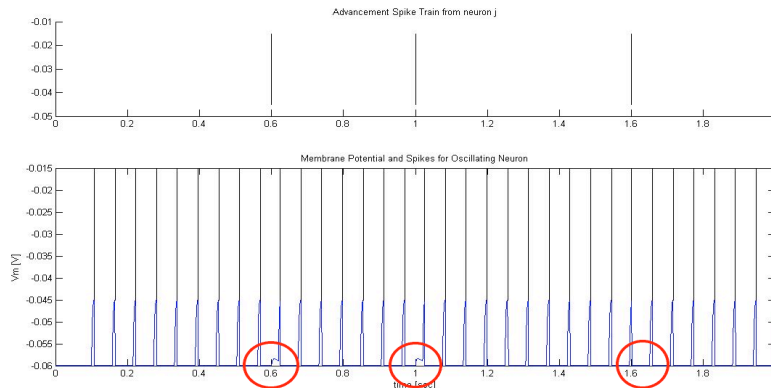 Advancement Spike Train from neuron j
-0.01
-0.02
-0.03
-0.04
-0.05
0 0.2 0.4 0.6 0.8 1 1.2 1.4 1.6 1.8
Membrane Potential and Spikes for Oscillating Neuron
-0.015
-0.02
-0.025
-0.03
-0.035
-0.04
-0.045
-0.05
-0.055
-0.06
Vm [V]
0 0.2 0.4 0.6 0.8 1 1.2 1.4 1.6 1.8
time [sec]